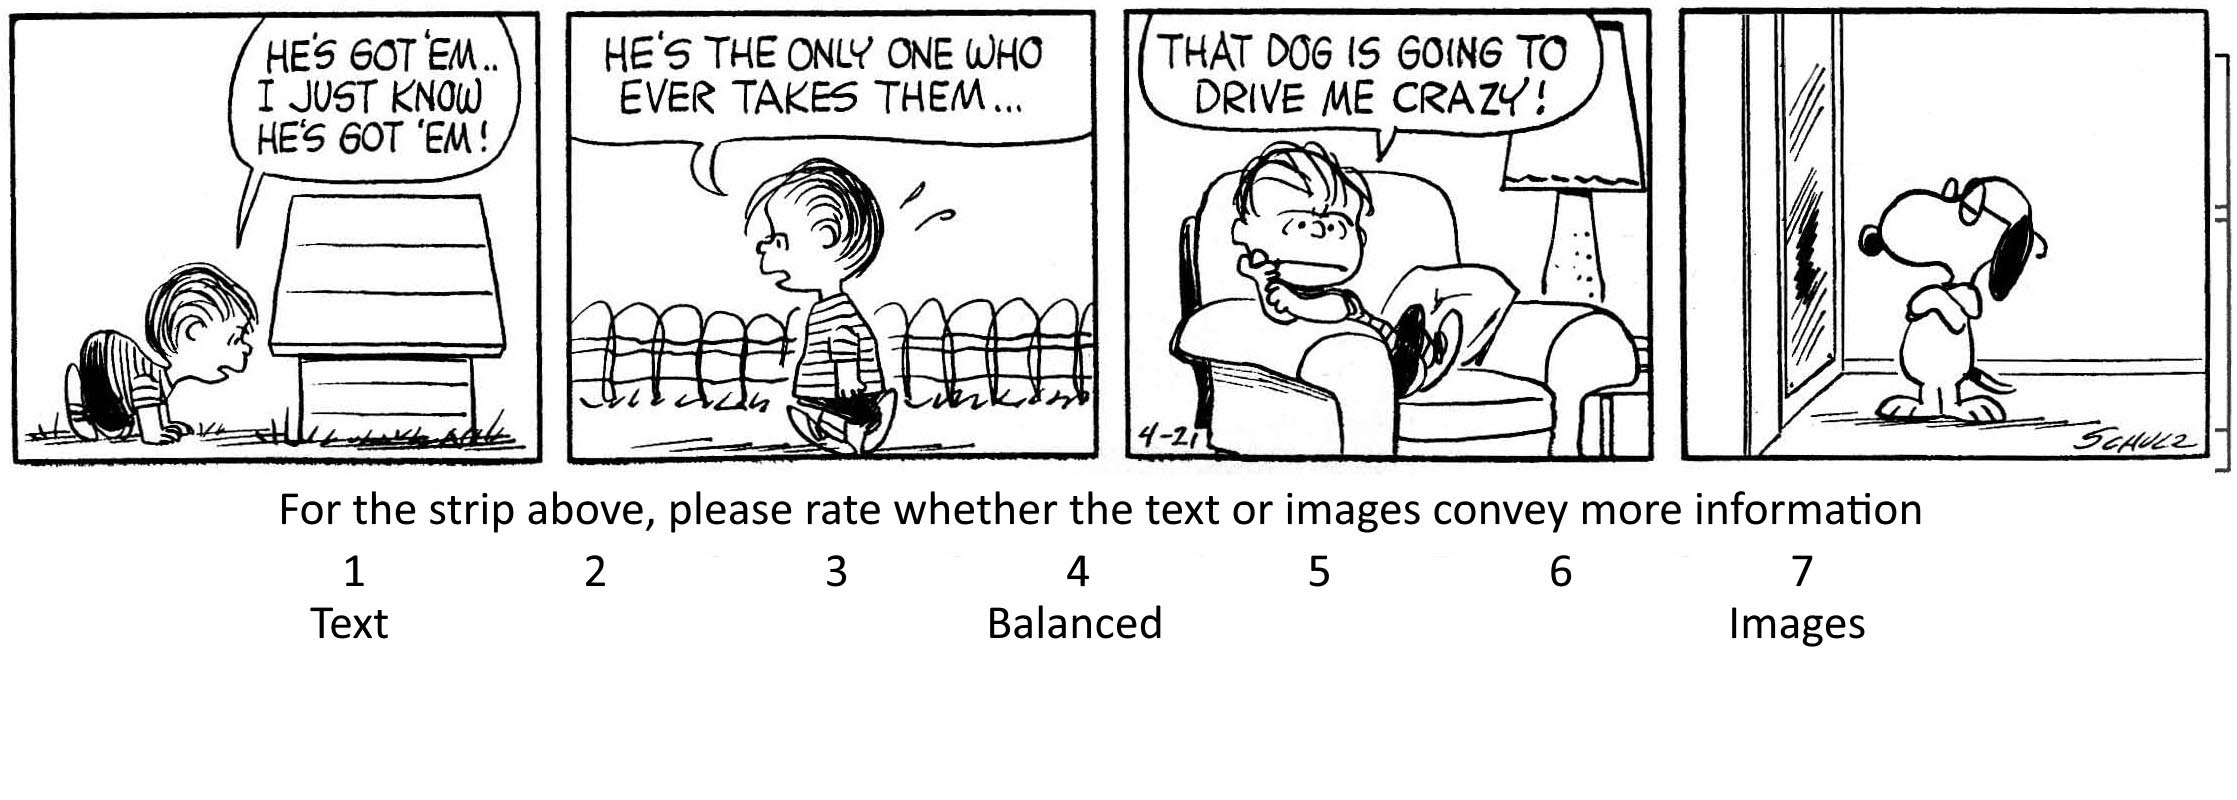 HE'S GOT 'EM..
I JUST KNOW
HE'S GOT 'EM!
HE'S THE ONLY ONE WHO
EVER TAKES THEM...
THAT DOG IS GOING TO
DRIVE ME CRAZY!
4-21
SCHULZ
For the strip above, please rate whether the text or images convey more information
1 2 3 4 5 6 7
Text Balanced Images